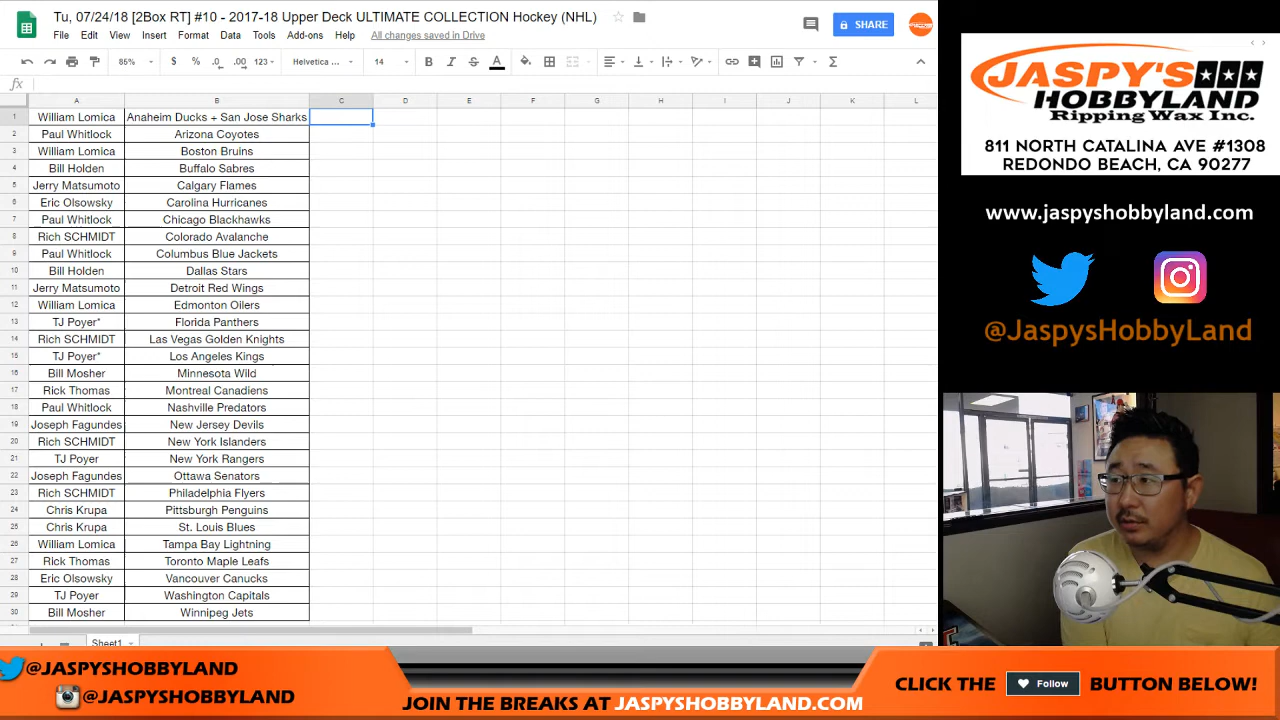 Tu, 07/24/18 [2Box RT] #10 - 2017-18 Upper Deck ULTIMATE COLLECTION Hockey (NHL)
SHARE
File Edit View Insert Format Data Tools Add-ons Help All changes saved in Drive
85% $ % .0 .00 123 Helvetica ... 14 B I S A
fx
A B C D E F G H I J K L
1 William Lomica Anaheim Ducks + San Jose Sharks
2 Paul Whitlock Arizona Coyotes
3 William Lomica Boston Bruins
4 Bill Holden Buffalo Sabres
5 Jerry Matsumoto Calgary Flames
6 Eric Olsowsky Carolina Hurricanes
7 Paul Whitlock Chicago Blackhawks
8 Rich SCHMIDT Colorado Avalanche
9 Paul Whitlock Columbus Blue Jackets
10 Bill Holden Dallas Stars
11 Jerry Matsumoto Detroit Red Wings
12 William Lomica Edmonton Oilers
13 TJ Poyer* Florida Panthers
14 Rich SCHMIDT Las Vegas Golden Knights
15 TJ Poyer* Los Angeles Kings
16 Bill Mosher Minnesota Wild
17 Rick Thomas Montreal Canadiens
18 Paul Whitlock Nashville Predators
19 Joseph Fagundes New Jersey Devils
20 Rich SCHMIDT New York Islanders
21 TJ Poyer New York Rangers
22 Joseph Fagundes Ottawa Senators
23 Rich SCHMIDT Philadelphia Flyers
24 Chris Krupa Pittsburgh Penguins
25 Chris Krupa St. Louis Blues
26 William Lomica Tampa Bay Lightning
27 Rick Thomas Toronto Maple Leafs
28 Eric Olsowsky Vancouver Canucks
29 TJ Poyer Washington Capitals
30 Bill Mosher Winnipeg Jets
Sheet1
JASPY'S
HOBBYLAND
Ripping Wax Inc.
811 NORTH CATALINA AVE #1308
REDONDO BEACH, CA 90277
www.jaspyshobbyland.com
@JaspysHobbyLand
@JASPYSHOBBYLAND
@JASPYSHOBBYLAND
JOIN THE BREAKS AT JASPYSHOBBYLAND.COM
CLICK THE Follow BUTTON BELOW!